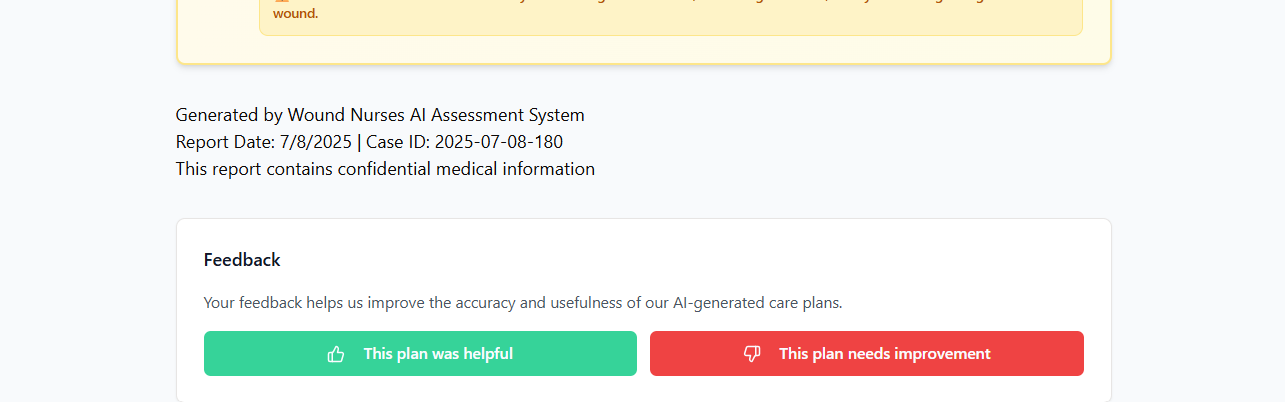 wound.
Generated by Wound Nurses AI Assessment System
Report Date: 7/8/2025 | Case ID: 2025-07-08-180
This report contains confidential medical information
Feedback
Your feedback helps us improve the accuracy and usefulness of our AI-generated care plans.
This plan was helpful
This plan needs improvement